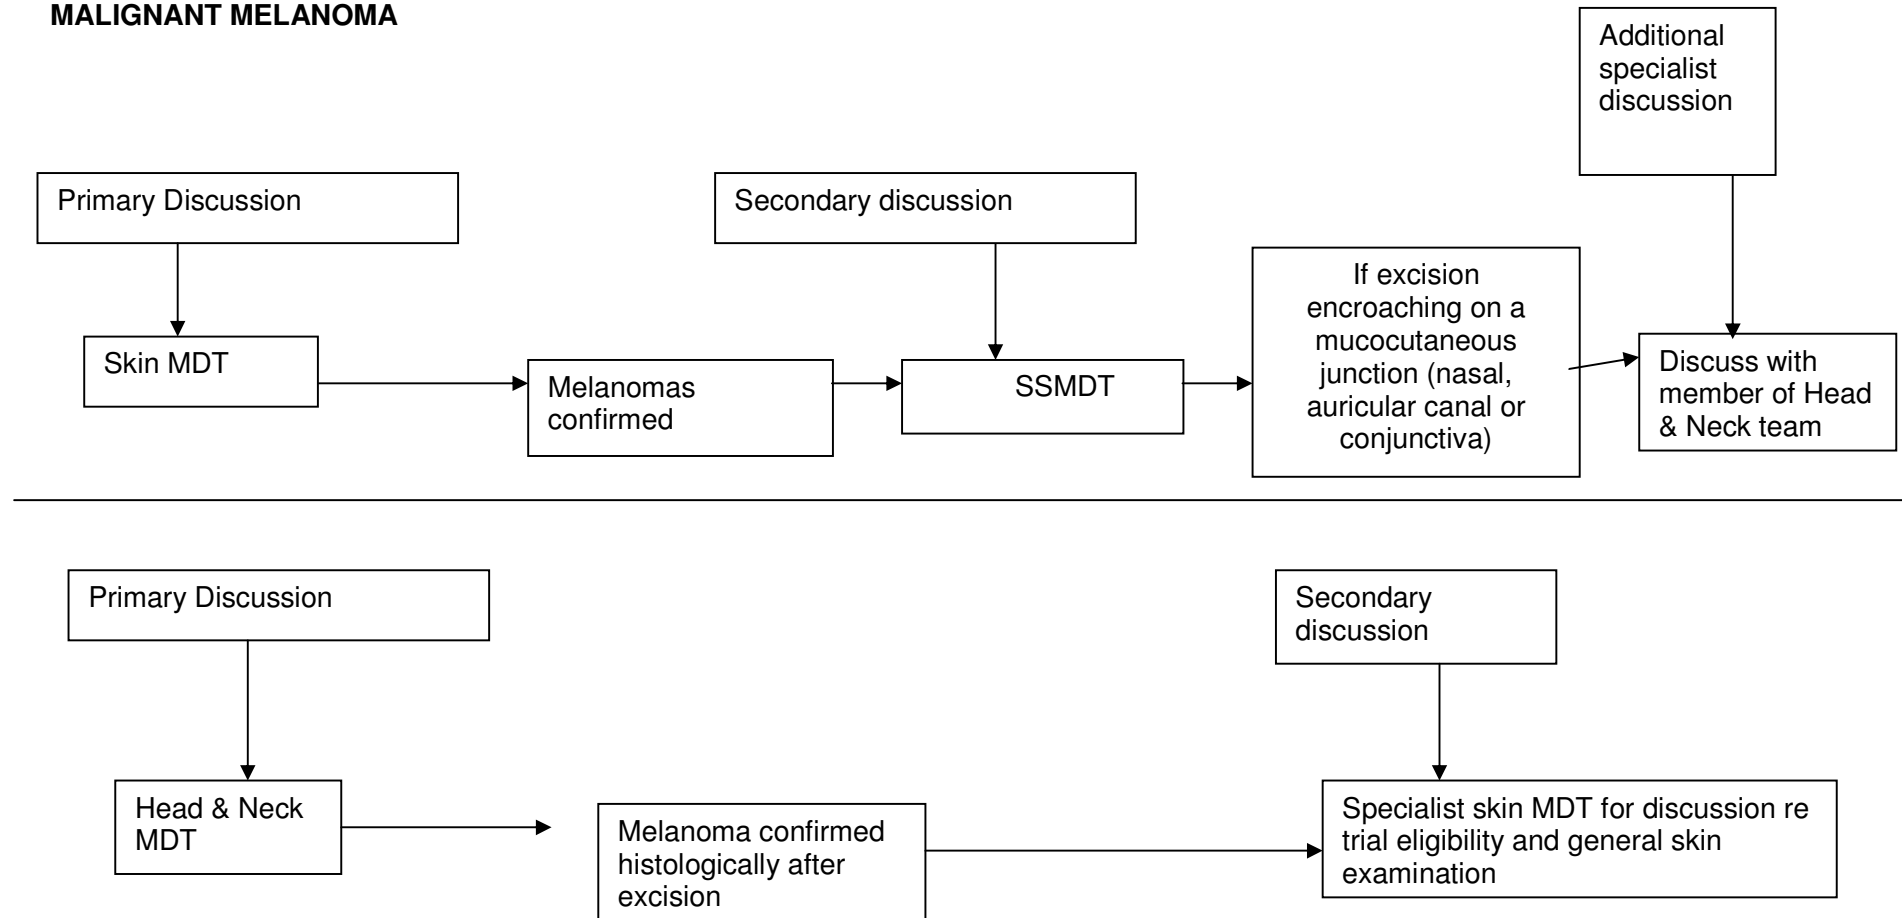 MALIGNANT MELANOMA
Additional
specialist
discussion
Primary Discussion
Secondary discussion
Skin MDT
Melanomas
confirmed
SSMDT
If excision
encroaching on a
mucocutaneous
junction (nasal,
auricular canal or
conjunctiva)
Discuss with
member of Head
& Neck team
Primary Discussion
Secondary
discussion
Head & Neck
MDT
Melanoma confirmed
histologically after
excision
Specialist skin MDT for discussion re
trial eligibility and general skin
examination